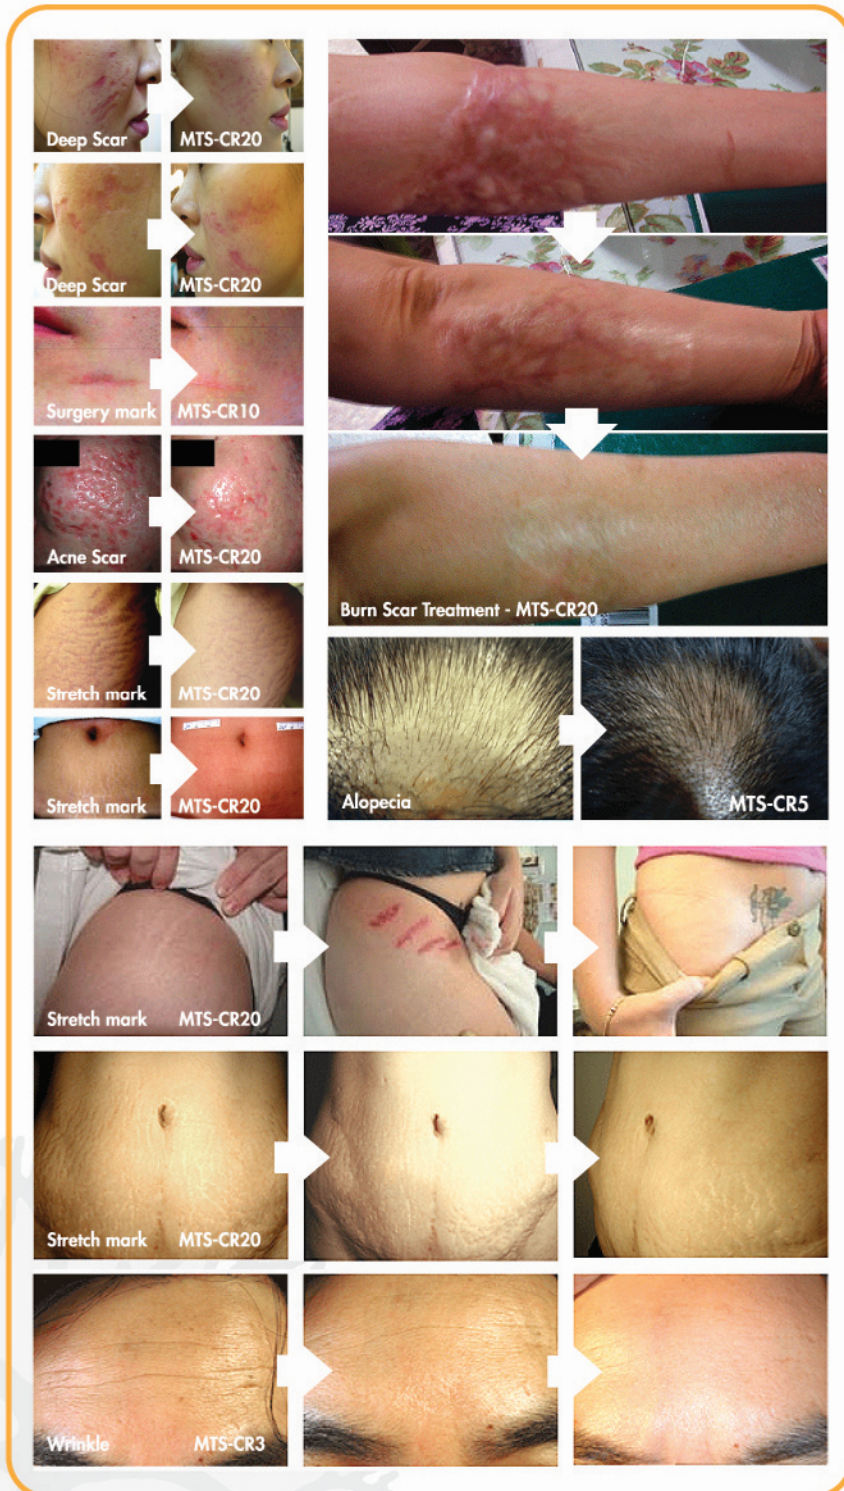 Deep Scar
MTS-CR20
Deep Scar
MTS-CR20
Surgery mark
MTS-CR10
Acne Scar
MTS-CR20
Stretch mark
MTS-CR20
Stretch mark
MTS-CR20
Burn Scar Treatment - MTS-CR20
Alopecia
MTS-CR5
Stretch mark MTS-CR20
Stretch mark MTS-CR20
Wrinkle MTS-CR3